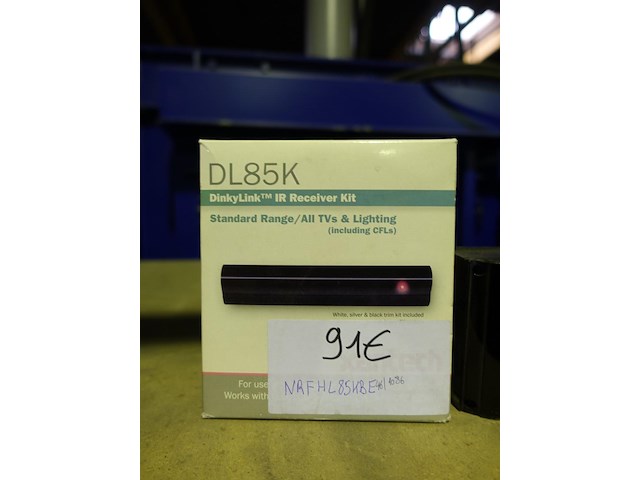 DL85K
DinkyLink™ IR Receiver Kit
Standard Range/All TVs & Lighting
(including CFLs)
White, silver & black trim kit included
91€
For use
Works with